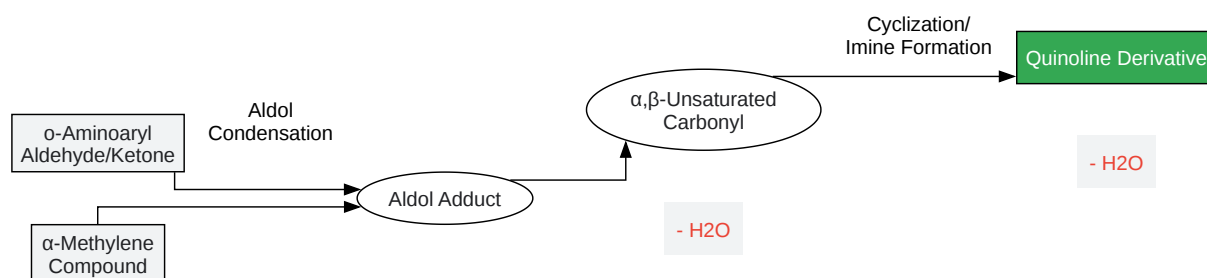 o-Aminoaryl
Aldehyde/Ketone
α-Methylene
Compound
Aldol
Condensation
Aldol Adduct
- H2O
α,β-Unsaturated
Carbonyl
Cyclization/
Imine Formation
- H2O
Quinoline Derivative